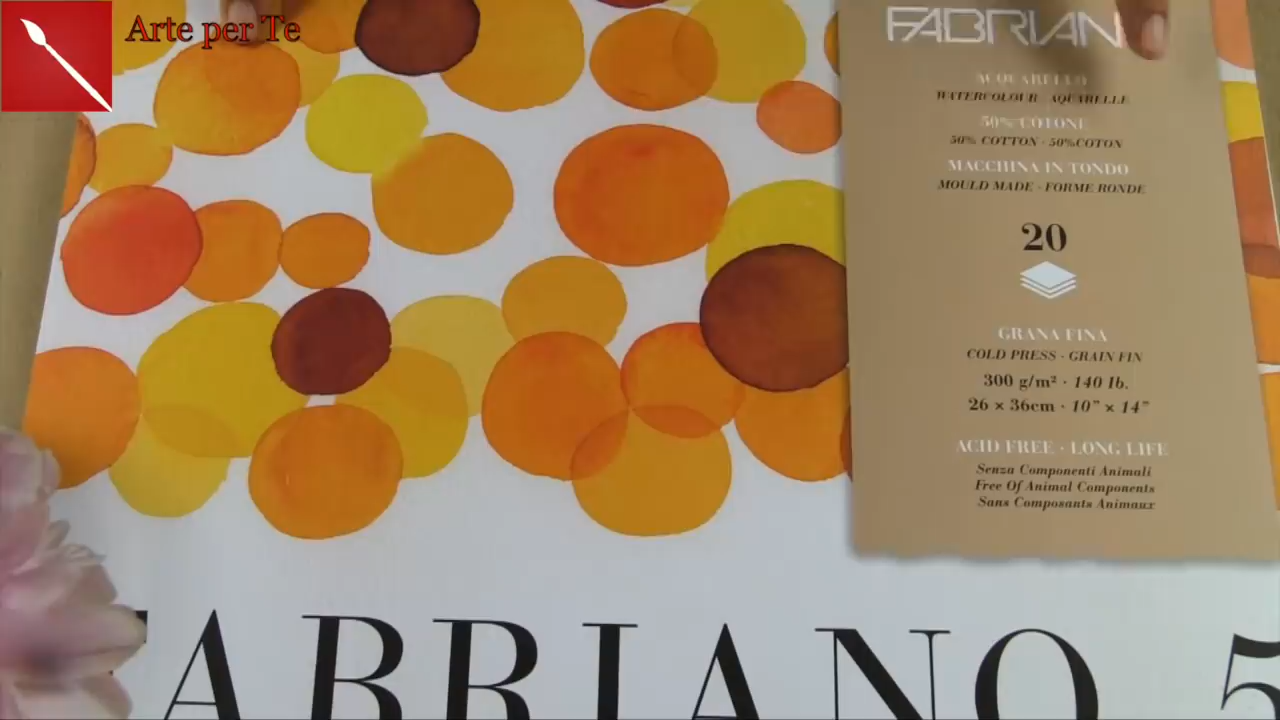 Arte per Te
FABRIAN
ACQUARELLO
WATERCOLOUR · AQUARELLE
50% COTONE
50% COTTON · 50%COTON
MACCHINA IN TONDO
MOULD MADE · FORME RONDE
20
GRANA FINA
COLD PRESS · GRAIN FIN
300 g/m² · 140 lb.
26 × 36cm · 10” × 14”
ACID FREE · LONG LIFE
Senza Componenti Animali
Free Of Animal Components
Sans Composants Animaux
FABRIANO 5